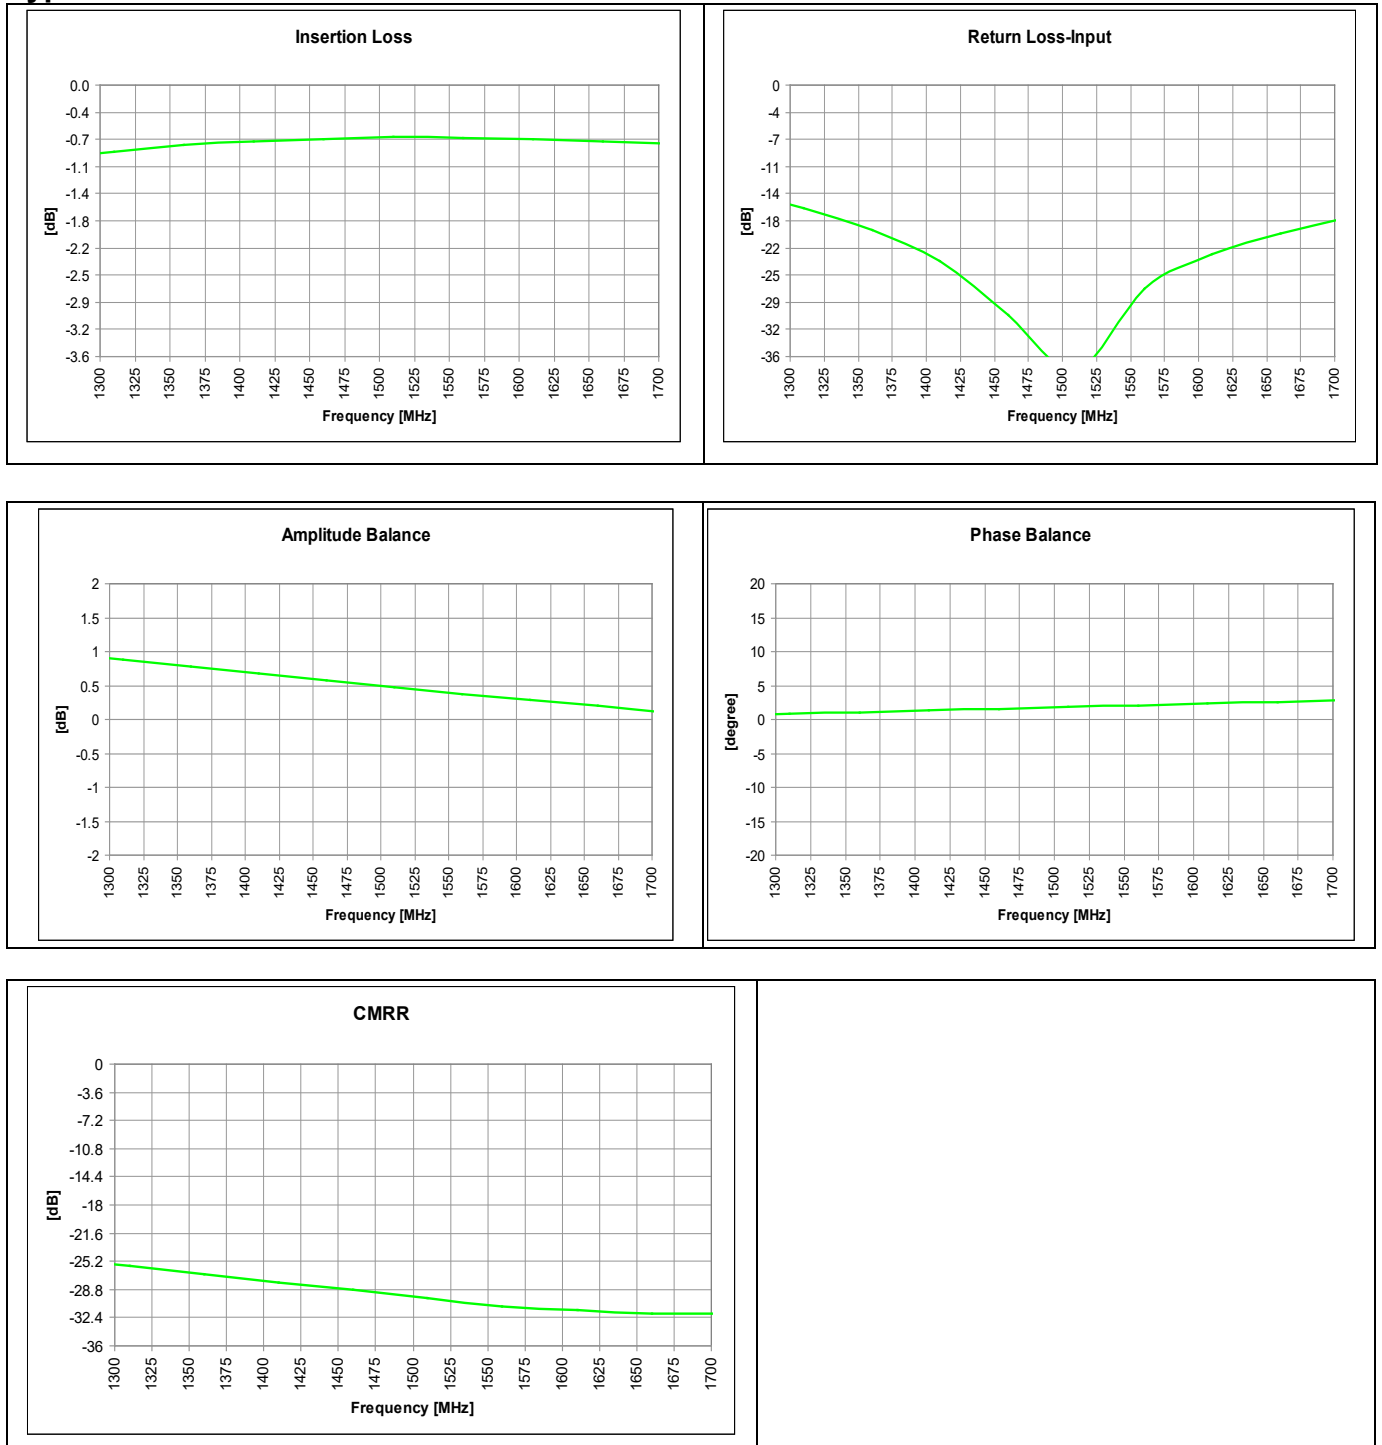 Insertion Loss
0.0
-0.4
-0.7
-1.1
-1.4
-1.8
-2.2
-2.5
-2.9
-3.2
-3.6
[dB]
1300 1325 1350 1375 1400 1425 1450 1475 1500 1525 1550 1575 1600 1625 1650 1675 1700
Frequency [MHz]
Return Loss-Input
0
-4
-7
-11
-14
-18
-22
-25
-29
-32
-36
[dB]
1300 1325 1350 1375 1400 1425 1450 1475 1500 1525 1550 1575 1600 1625 1650 1675 1700
Frequency [MHz]
Amplitude Balance
2
1.5
1
0.5
0
-0.5
-1
-1.5
-2
[dB]
1300 1325 1350 1375 1400 1425 1450 1475 1500 1525 1550 1575 1600 1625 1650 1675 1700
Frequency [MHz]
Phase Balance
20
15
10
5
0
-5
-10
-15
-20
[degree]
1300 1325 1350 1375 1400 1425 1450 1475 1500 1525 1550 1575 1600 1625 1650 1675 1700
Frequency [MHz]
CMRR
0
-3.6
-7.2
-10.8
-14.4
-18
-21.6
-25.2
-28.8
-32.4
-36
[dB]
1300 1325 1350 1375 1400 1425 1450 1475 1500 1525 1550 1575 1600 1625 1650 1675 1700
Frequency [MHz]